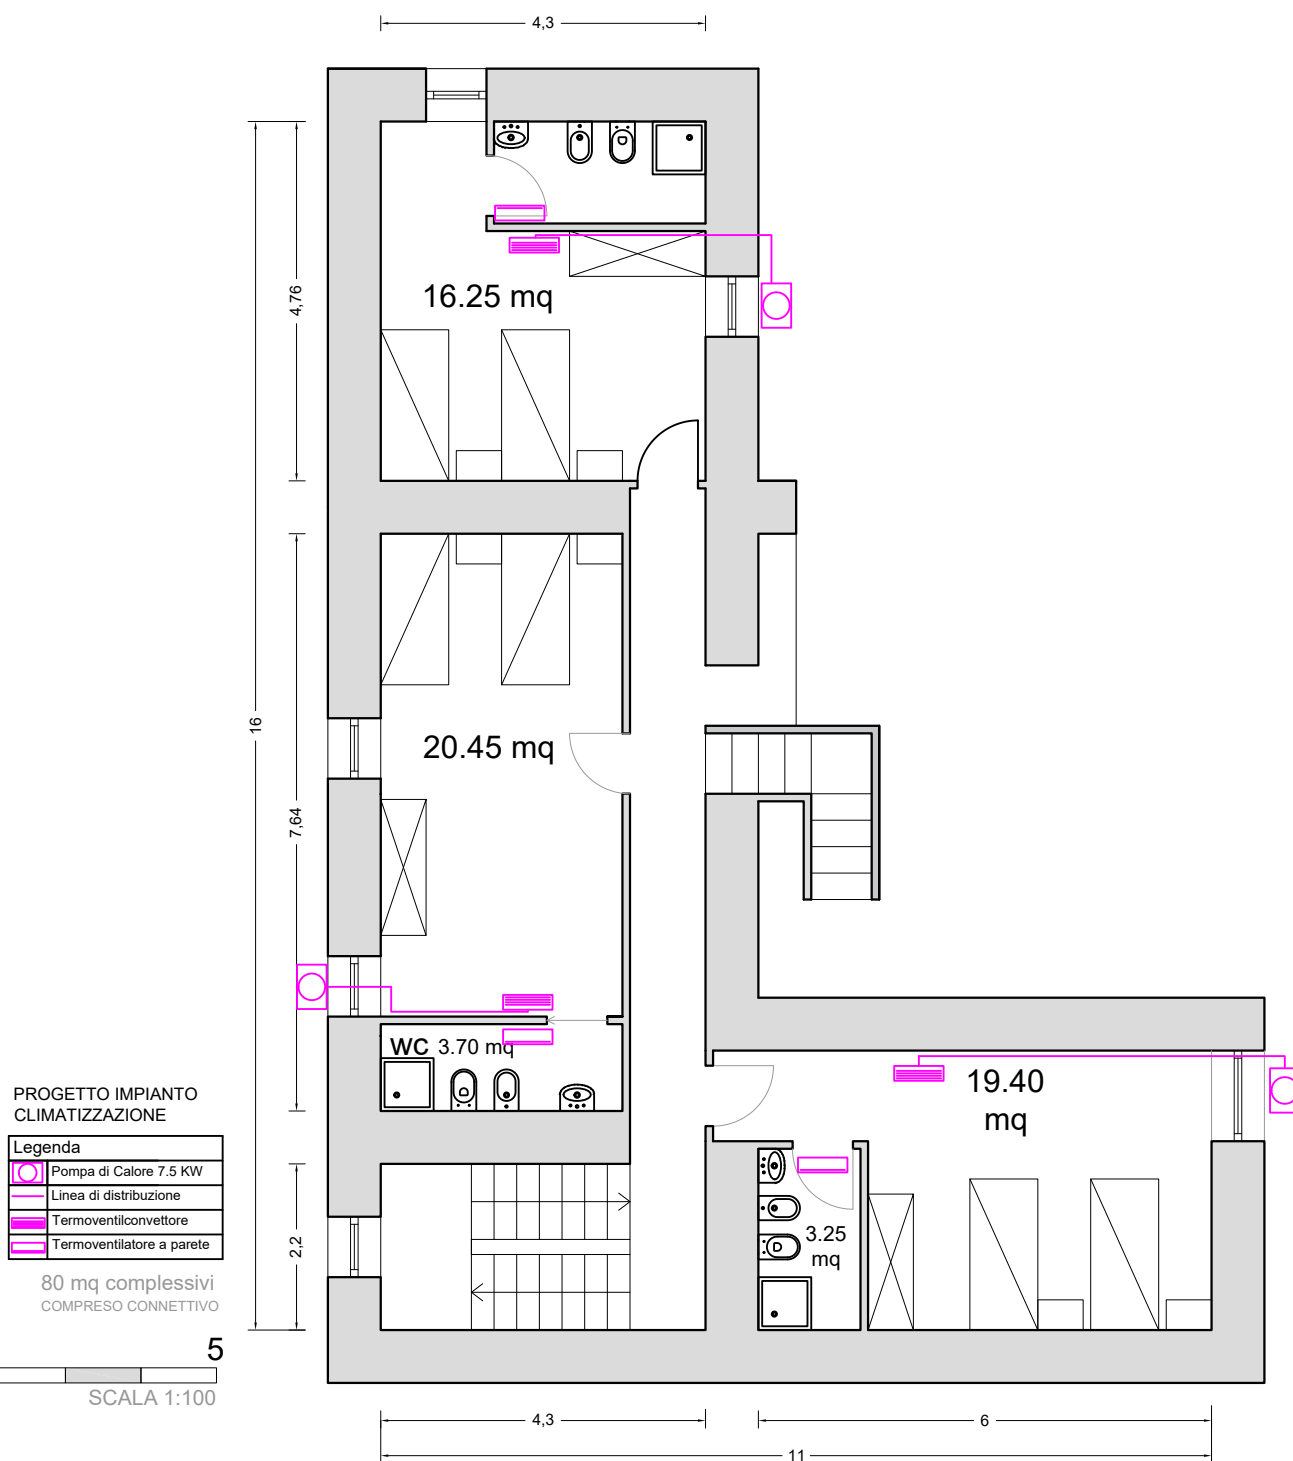 4,3
16.25 mq
4,76
16
20.45 mq
7,64
WC 3.70 mq
19.40
mq
3.25
mq
2,2
PROGETTO IMPIANTO
CLIMATIZZAZIONE
Legenda
Pompa di Calore 7.5 KW
Linea di distribuzione
Termoventilconvettore
Termoventilatore a parete
80 mq complessivi
COMPRESO CONNETTIVO
5
SCALA 1:100
4,3
6
11